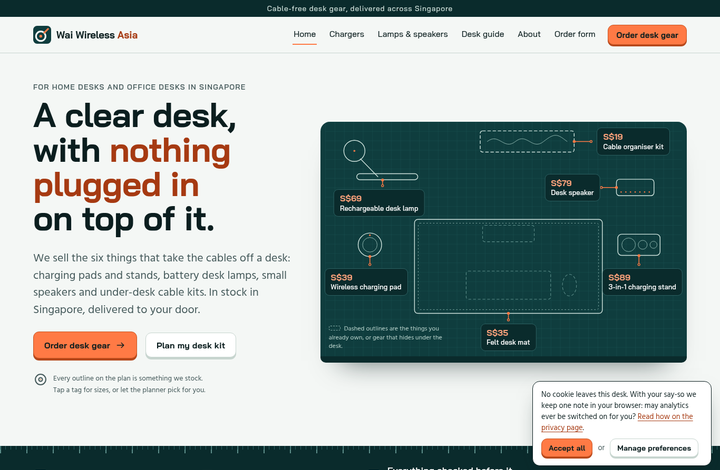 Cable-free desk gear, delivered across Singapore
Wai Wireless Asia
Home
Chargers
Lamps & speakers
Desk guide
About
Order form
Order desk gear
FOR HOME DESKS AND OFFICE DESKS IN SINGAPORE
A clear desk,
with nothing
plugged in
on top of it.
We sell the six things that take the cables off a desk:
charging pads and stands, battery desk lamps, small
speakers and under-desk cable kits. In stock in
Singapore, delivered to your door.
Order desk gear →
Plan my desk kit
Every outline on the plan is something we stock.
Tap a tag for sizes, or let the planner pick for you.
S$19
Cable organiser kit
S$79
Desk speaker
S$69
Rechargeable desk lamp
S$39
Wireless charging pad
S$89
3-in-1 charging stand
S$35
Felt desk mat
Dashed outlines are the things you
already own, or gear that hides under the
desk.
No cookie leaves this desk. With your say-so we
keep one note in your browser: may analytics
ever be switched on for you? Read how on the
privacy page.
Accept all
or
Manage preferences